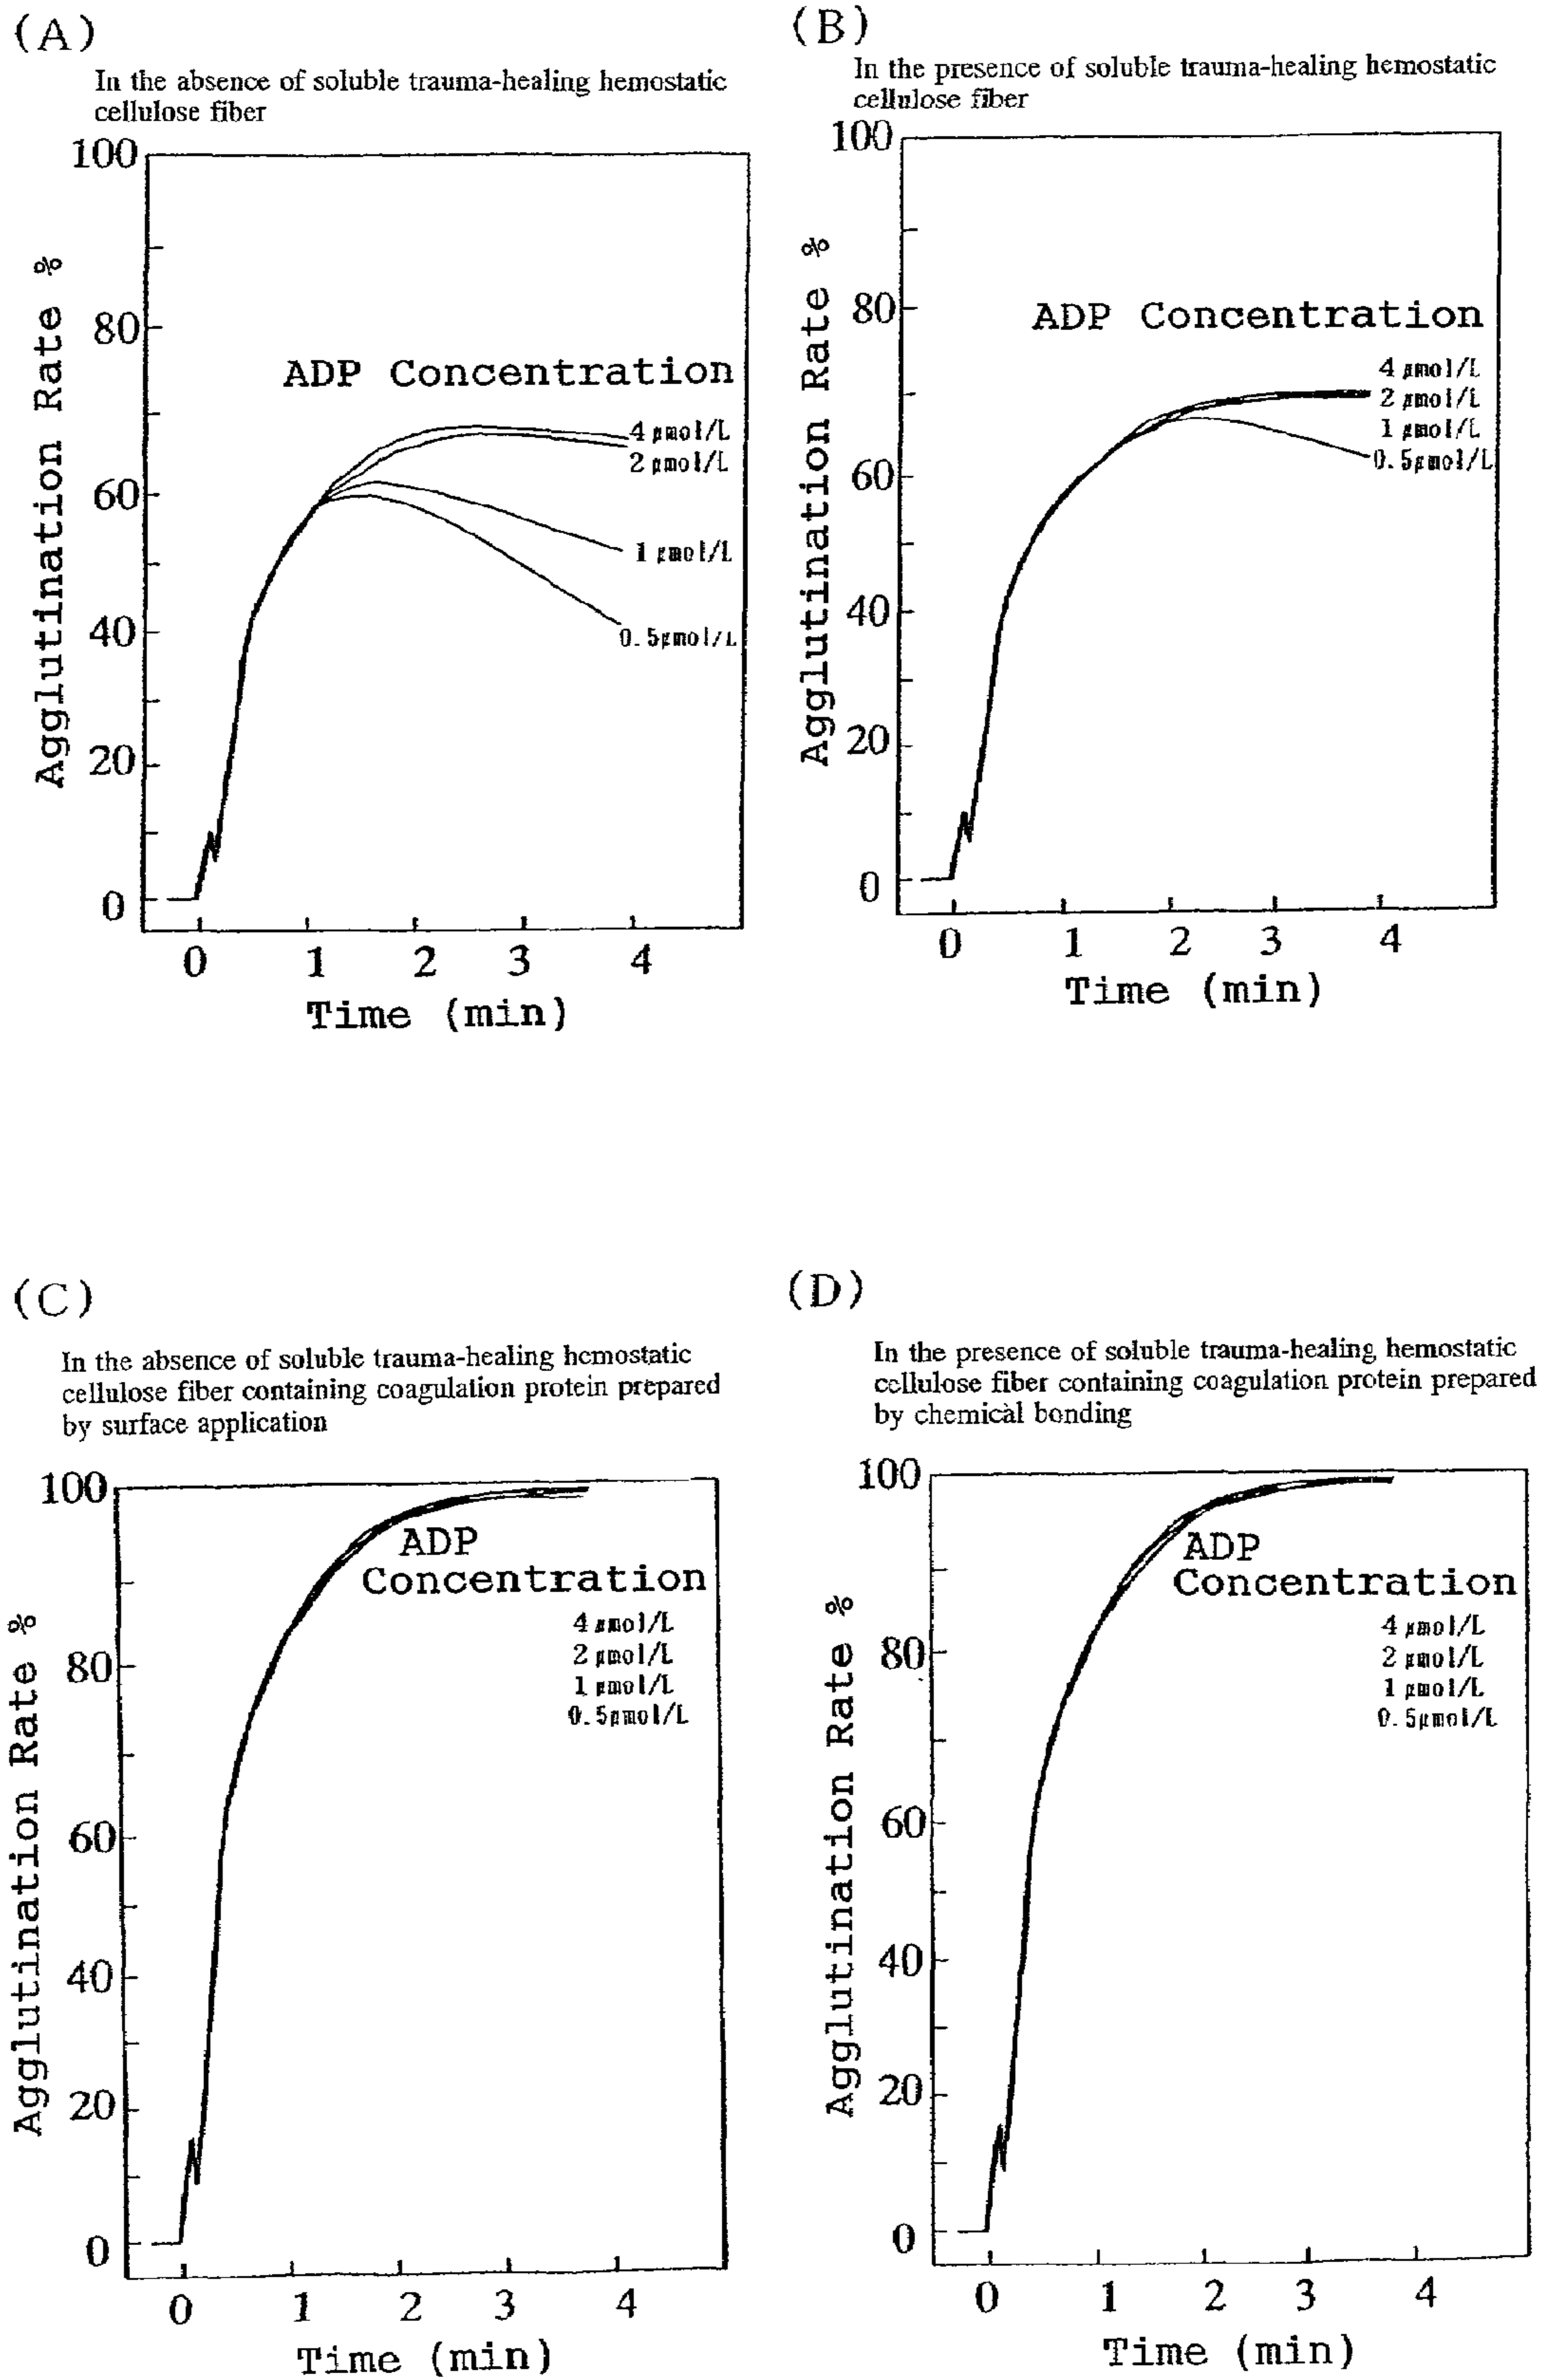 (A)
In the absence of soluble trauma-healing hemostatic
cellulose fiber
100
80
60
40
20
0
Agglutination Rate %
ADP Concentration
4 μmol/L
2 μmol/L
1 μmol/L
0.5μmol/L
0 1 2 3 4
Time (min)
(B)
In the presence of soluble trauma-healing hemostatic
cellulose fiber
100
80
60
40
20
0
Agglutination Rate %
ADP Concentration
4 μmol/L
2 μmol/L
1 μmol/L
0.5μmol/L
0 1 2 3 4
Time (min)
(C)
In the absence of soluble trauma-healing hemostatic
cellulose fiber containing coagulation protein prepared
by surface application
100
80
60
40
20
0
Agglutination Rate %
ADP
Concentration
4 μmol/L
2 μmol/L
1 μmol/L
0.5μmol/L
0 1 2 3 4
Time (min)
(D)
In the presence of soluble trauma-healing hemostatic
cellulose fiber containing coagulation protein prepared
by chemical bonding
100
80
60
40
20
0
Agglutination Rate %
ADP
Concentration
4 μmol/L
2 μmol/L
1 μmol/L
0.5μmol/L
0 1 2 3 4
Time (min)